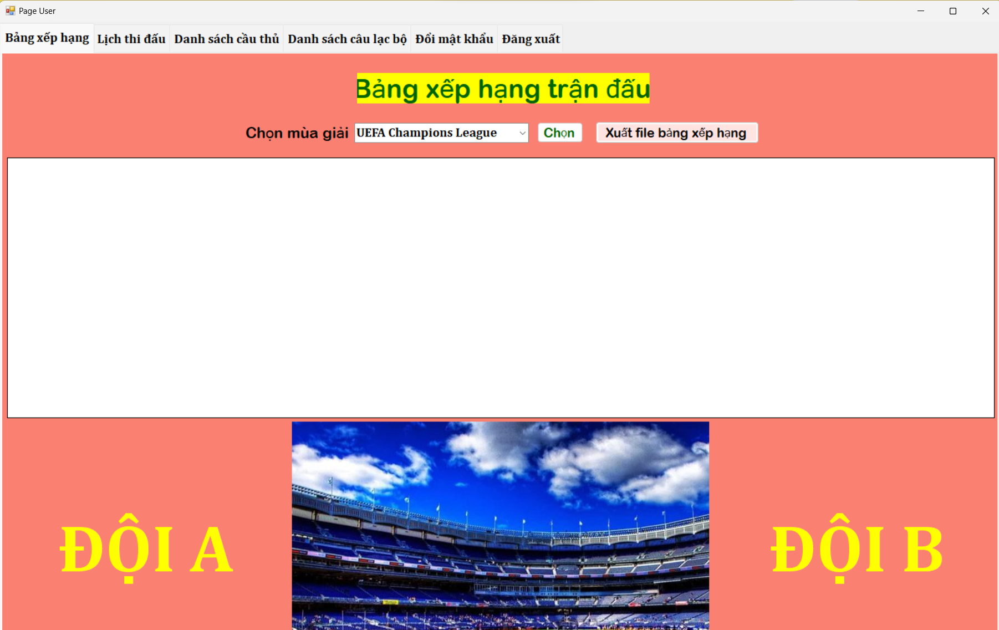 Page User
Bảng xếp hạng Lịch thi đấu Danh sách cầu thủ Danh sách câu lạc bộ Đổi mật khẩu Đăng xuất
Bảng xếp hạng trận đấu
Chọn mùa giải UEFA Champions League Chọn Xuất file bảng xếp hạng
ĐỘI A ĐỘI B